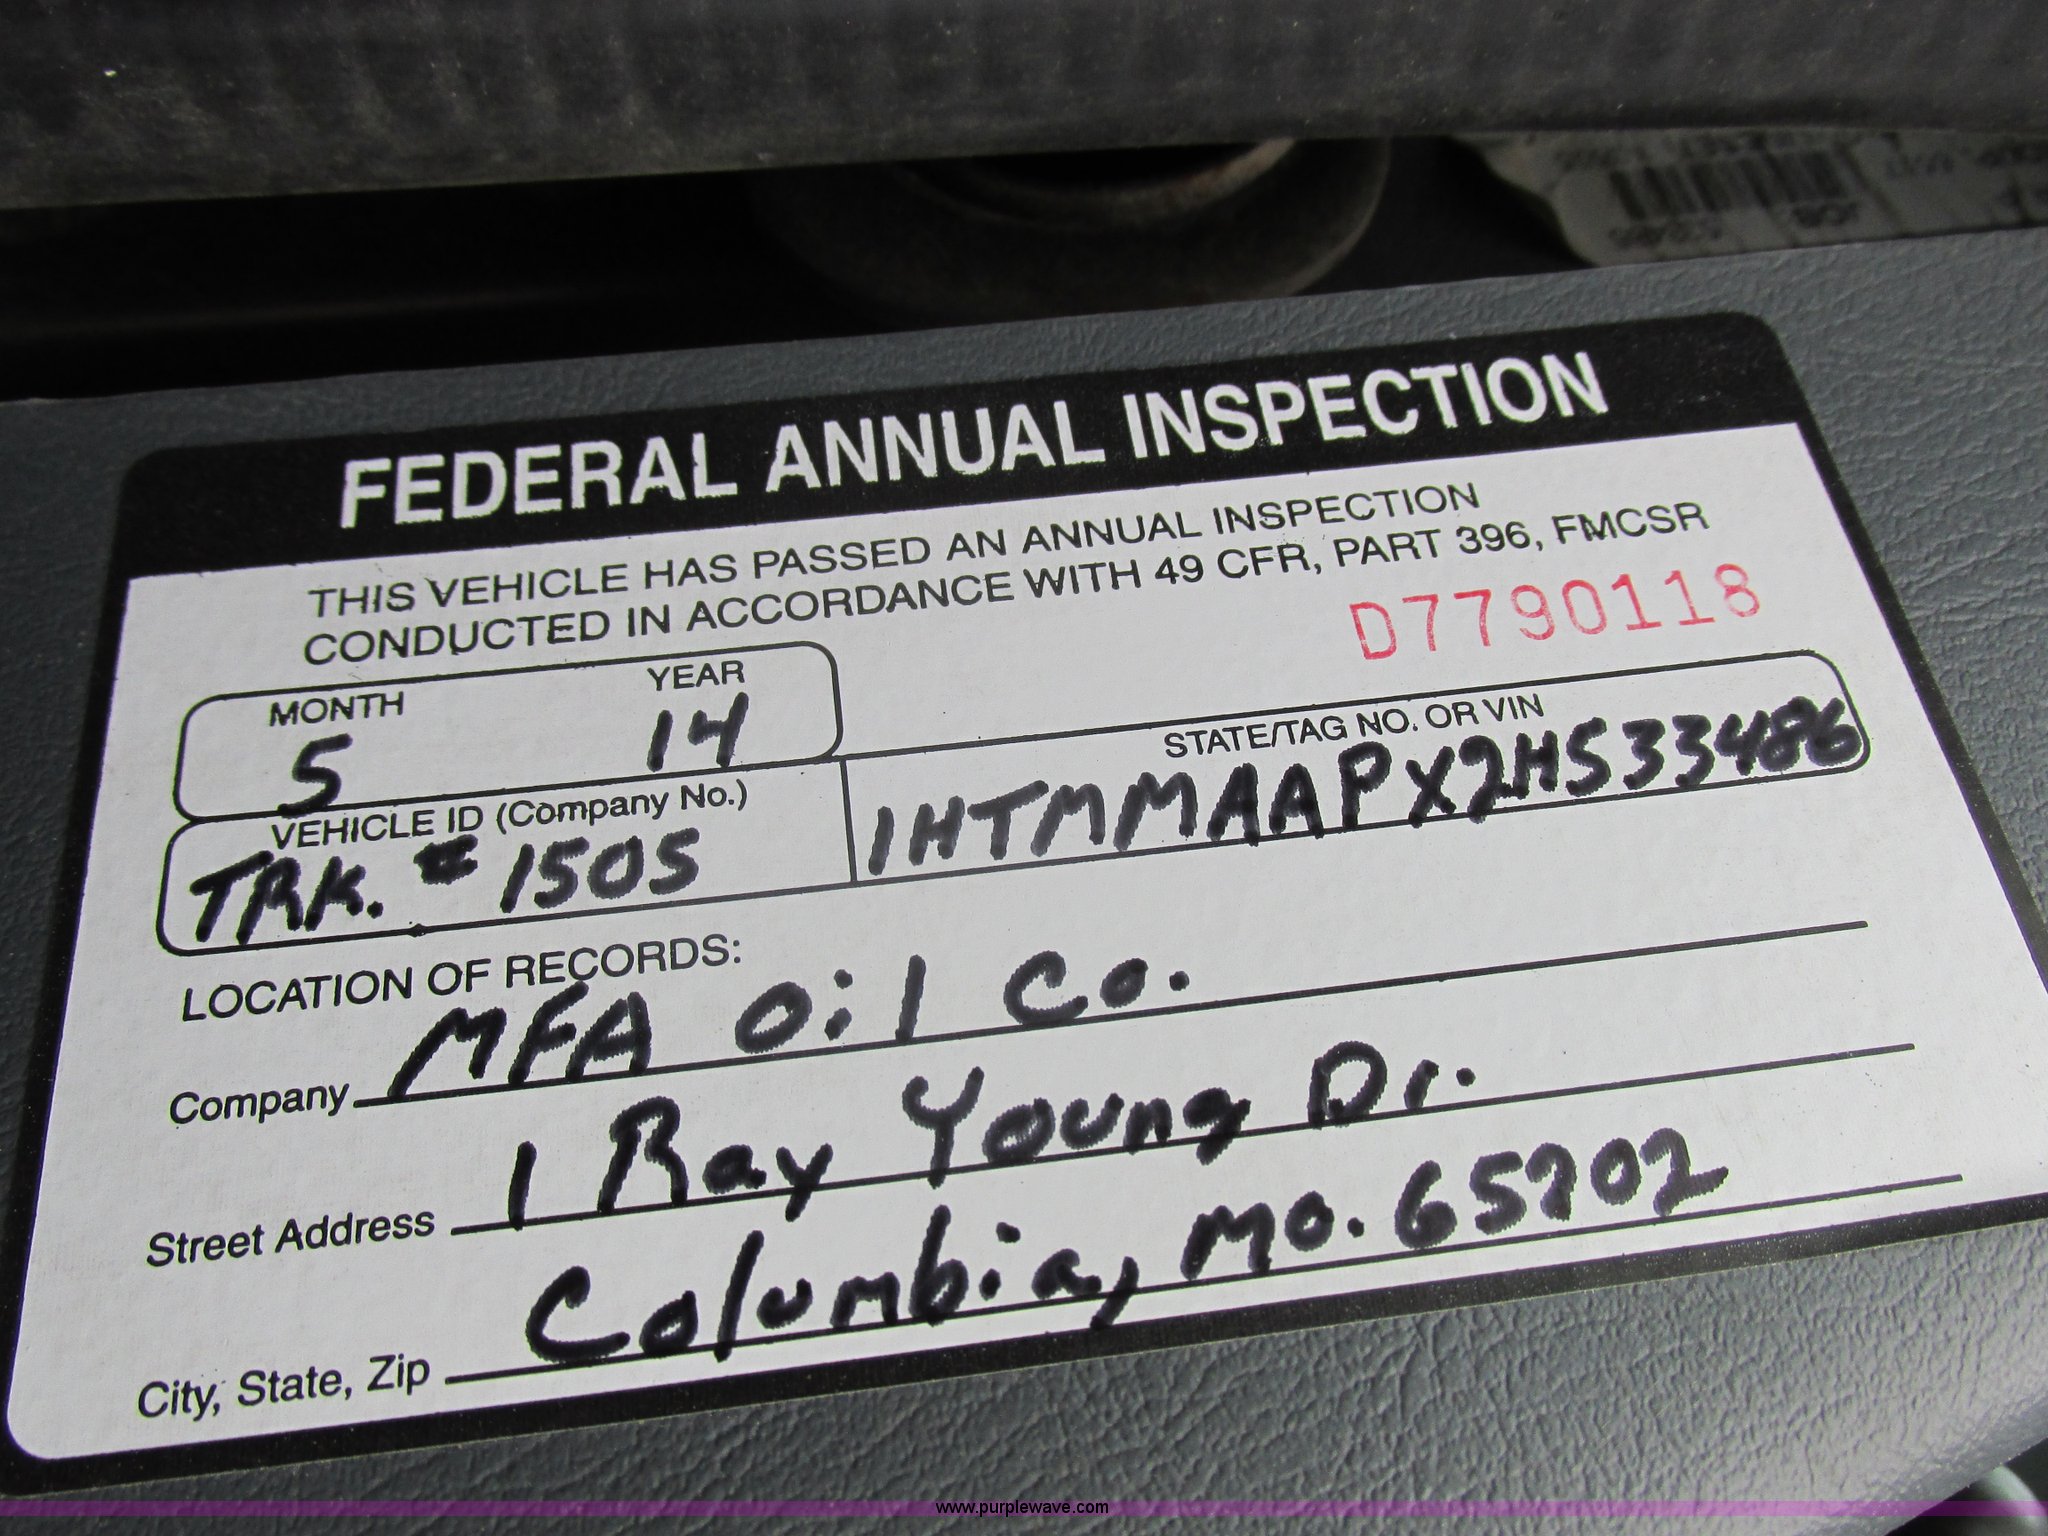 FEDERAL ANNUAL INSPECTION
THIS VEHICLE HAS PASSED AN ANNUAL INSPECTION
CONDUCTED IN ACCORDANCE WITH 49 CFR, PART 396, FMCSR
D7790118
MONTH YEAR
5 14
STATE/TAG NO. OR VIN
1HTMMAAPX2H533486
VEHICLE ID (Company No.)
TRK. # 1505
LOCATION OF RECORDS:
Company MFA Oil Co.
Street Address 1 Ray Young Dr.
City, State, Zip Columbia, Mo. 65202
www.purplewave.com